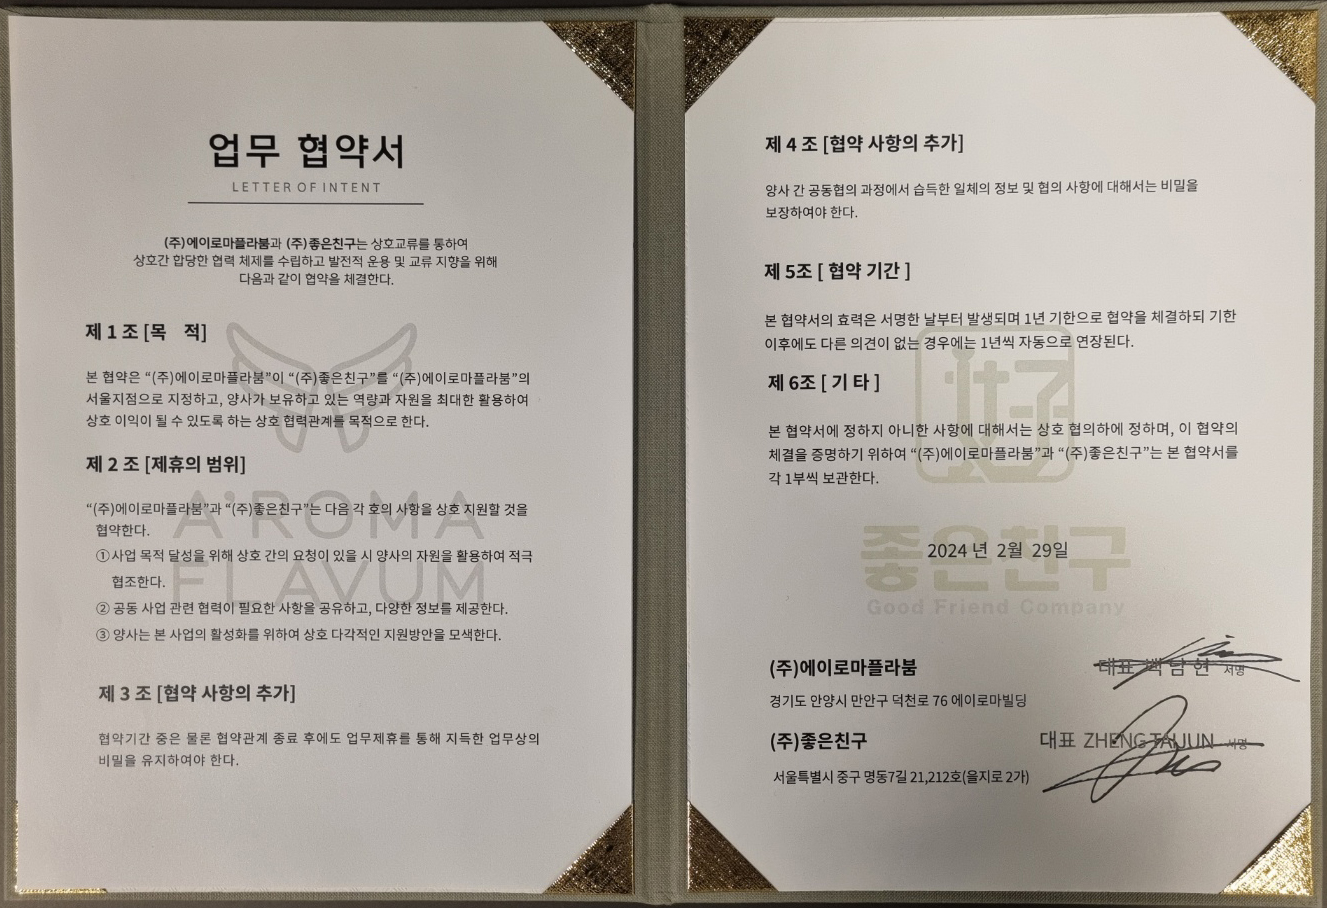 업무 협약서
LETTER OF INTENT
(주)에이로마플라붐과 (주)좋은친구는 상호교류를 통하여
상호간 합당한 협력 체제를 수립하고 발전적 운용 및 교류 지향을 위해
다음과 같이 협약을 체결한다.
제 1 조 [목 적]
본 협약은 “(주)에이로마플라붐”이 “(주)좋은친구”를 “(주)에이로마플라붐”의
서울지점으로 지정하고, 양사가 보유하고 있는 역량과 자원을 최대한 활용하여
상호 이익이 될 수 있도록 하는 상호 협력관계를 목적으로 한다.
제 2 조 [제휴의 범위]
“(주)에이로마플라붐”과 “(주)좋은친구”는 다음 각 호의 사항을 상호 지원할 것을
협약한다.
① 사업 목적 달성을 위해 상호 간의 요청이 있을 시 양사의 자원을 활용하여 적극
협조한다.
② 공동 사업 관련 협력이 필요한 사항을 공유하고, 다양한 정보를 제공한다.
③ 양사는 본 사업의 활성화를 위하여 상호 다각적인 지원방안을 모색한다.
A'ROMA
FLAVUM
제 3 조 [협약 사항의 추가]
협약기간 중은 물론 협약관계 종료 후에도 업무제휴를 통해 지득한 업무상의
비밀을 유지하여야 한다.
제 4 조 [협약 사항의 추가]
양사 간 공동협의 과정에서 습득한 일체의 정보 및 협의 사항에 대해서는 비밀을
보장하여야 한다.
제 5조 [ 협약 기간 ]
본 협약서의 효력은 서명한 날부터 발생되며 1년 기한으로 협약을 체결하되 기한
이후에도 다른 의견이 없는 경우에는 1년씩 자동으로 연장된다.
제 6조 [ 기 타 ]
본 협약서에 정하지 아니한 사항에 대해서는 상호 협의하에 정하며, 이 협약의
체결을 증명하기 위하여 “(주)에이로마플라붐”과 “(주)좋은친구”는 본 협약서를
각 1부씩 보관한다.
좋은친구
Good Friend Company
2024 년 2월 29일
(주)에이로마플라붐 대표 백 남 현 서명
경기도 안양시 만안구 덕천로 76 에이로마빌딩
(주)좋은친구 대표 ZHENG TAIJUN 서명
서울특별시 중구 명동7길 21,212호(을지로 2가)